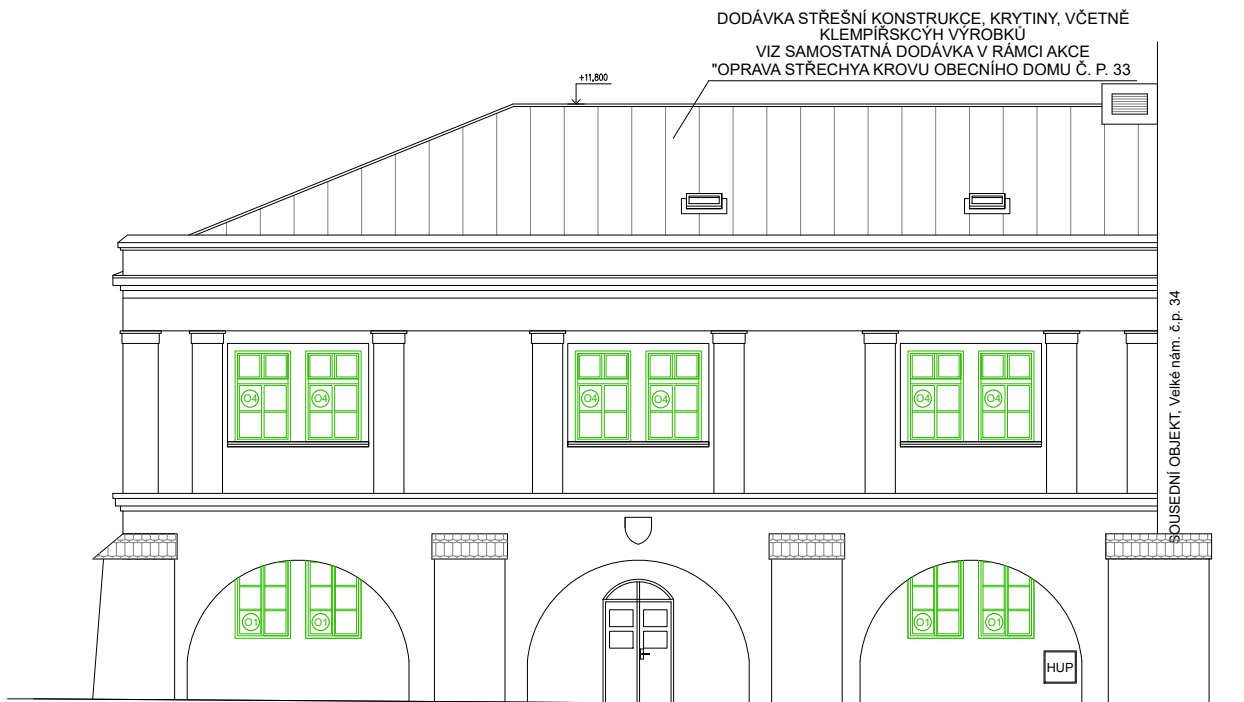 DODÁVKA STŘEŠNÍ KONSTRUKCE, KRYTINY, VČETNĚ
KLEMPÍŘSKCÝH VÝROBKŮ
VIZ SAMOSTATNÁ DODÁVKA V RÁMCI AKCE
"OPRAVA STŘECHYA KROVU OBECNÍHO DOMU Č. P. 33
+11,800
SOUSEDNÍ OBJEKT, Velké nám. č.p. 34
O4
O4
O4
O4
O4
O4
O1
O1
O1
O1
HUP